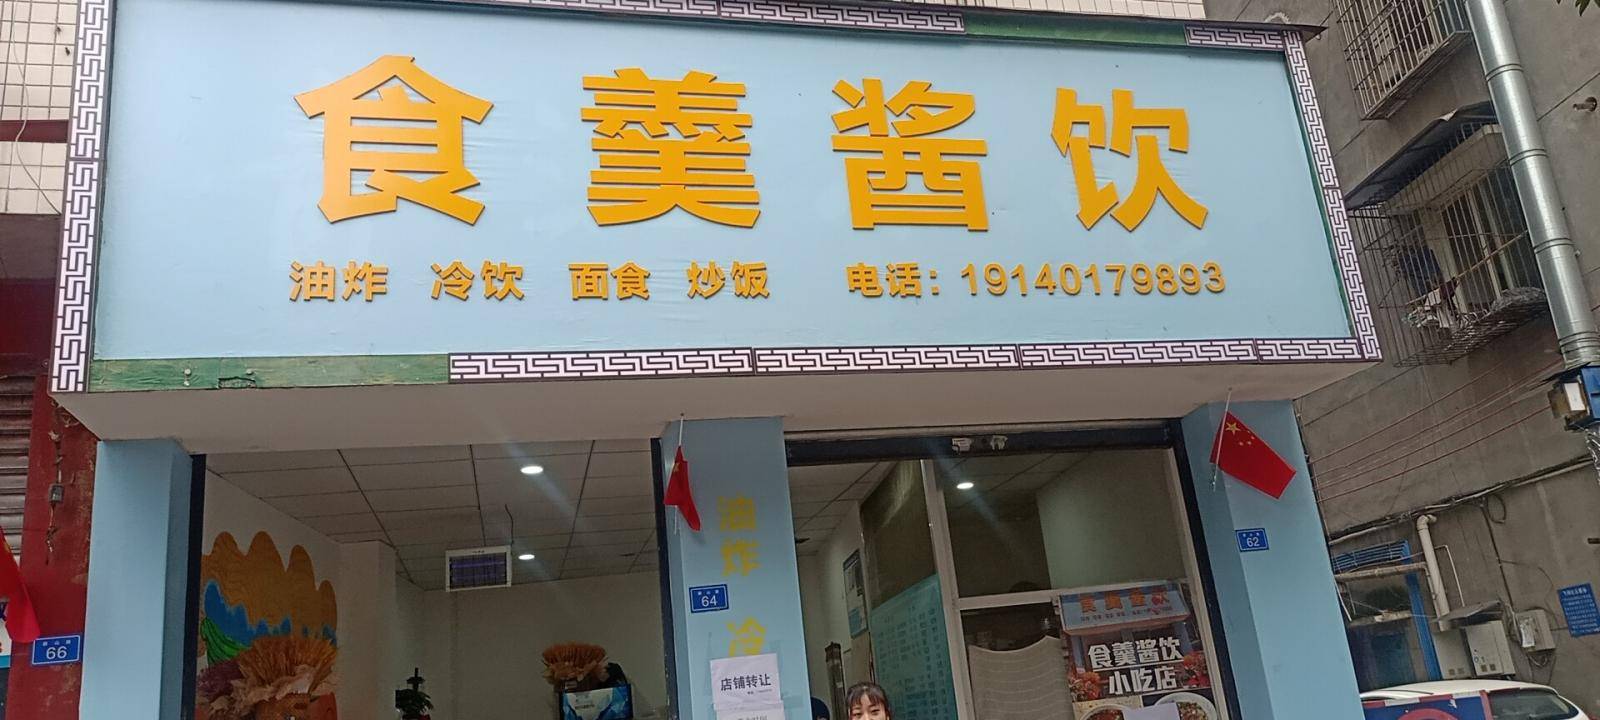 食羹酱饮
油炸 冷饮 面食 炒饭 电话：19140179893
油炸 冷
62
64
66
店铺转让
食羹酱饮
食羹酱饮
小吃店